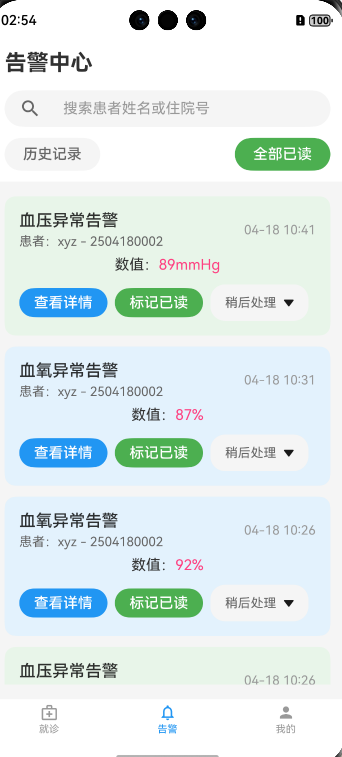 02:54
100
告警中心
搜索患者姓名或住院号
历史记录
全部已读
血压异常告警
04-18 10:41
患者：xyz - 2504180002
数值：89mmHg
查看详情
标记已读
稍后处理
血氧异常告警
04-18 10:31
患者：xyz - 2504180002
数值：87%
查看详情
标记已读
稍后处理
血氧异常告警
04-18 10:26
患者：xyz - 2504180002
数值：92%
查看详情
标记已读
稍后处理
血压异常告警
04-18 10:26
就诊
告警
我的